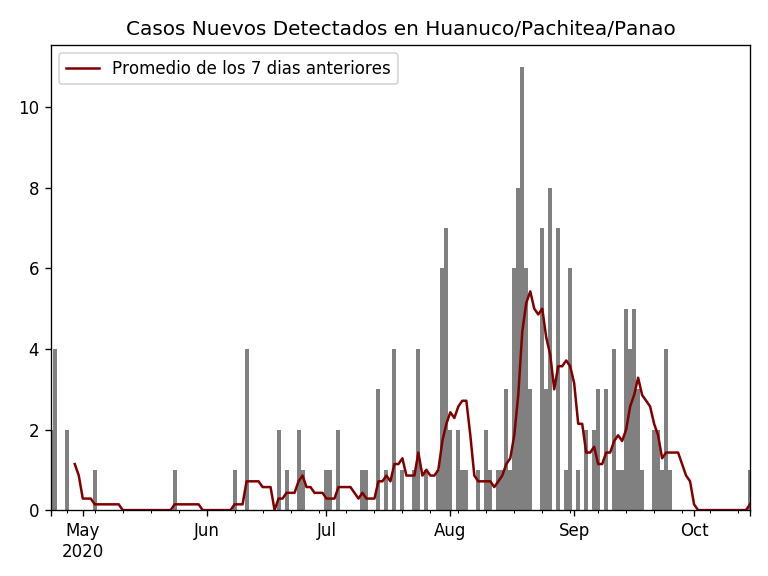 Casos Nuevos Detectados en Huanuco/Pachitea/Panao
Promedio de los 7 dias anteriores
10
8
6
4
2
0
May Jun Jul Aug Sep Oct
2020